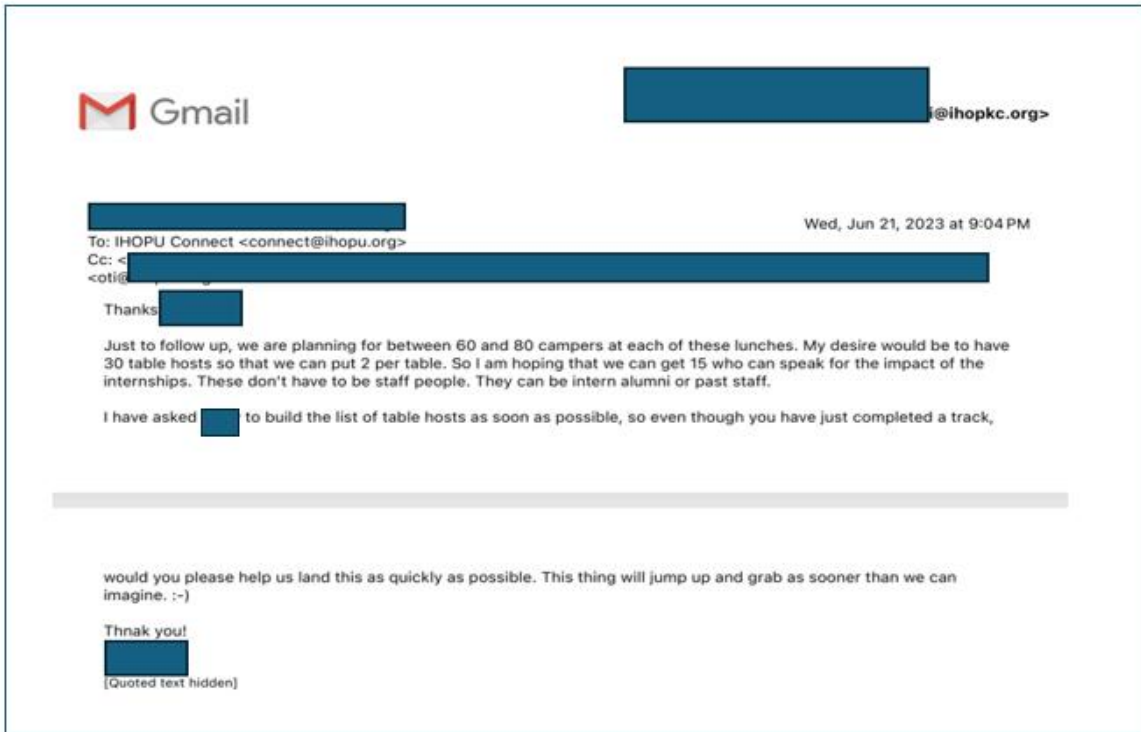 Gmail
i@ihopkc.org>
Wed, Jun 21, 2023 at 9:04 PM
To: IHOPU Connect <connect@ihopu.org>
Cc: <
<oti@
Thanks
Just to follow up, we are planning for between 60 and 80 campers at each of these lunches. My desire would be to have
30 table hosts so that we can put 2 per table. So I am hoping that we can get 15 who can speak for the impact of the
internships. These don't have to be staff people. They can be intern alumni or past staff.
I have asked to build the list of table hosts as soon as possible, so even though you have just completed a track,
would you please help us land this as quickly as possible. This thing will jump up and grab as sooner than we can
imagine. :-)
Thnak you!
[Quoted text hidden]